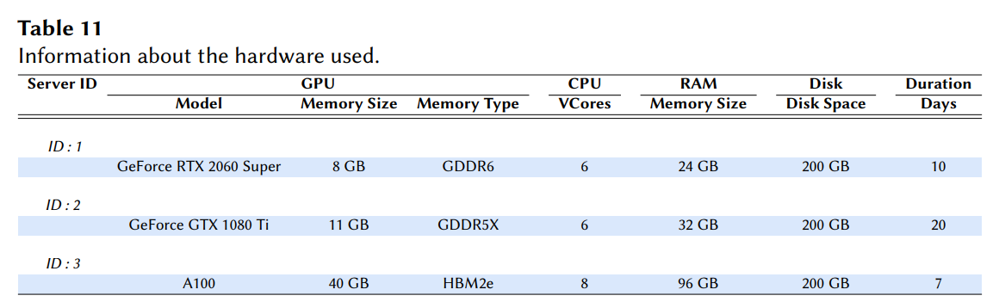 Table 11
Information about the hardware used.
Server ID GPU CPU RAM Disk Duration
Model Memory Size Memory Type VCores Memory Size Disk Space Days
ID : 1
GeForce RTX 2060 Super 8 GB GDDR6 6 24 GB 200 GB 10
ID : 2
GeForce GTX 1080 Ti 11 GB GDDR5X 6 32 GB 200 GB 20
ID : 3
A100 40 GB HBM2e 8 96 GB 200 GB 7